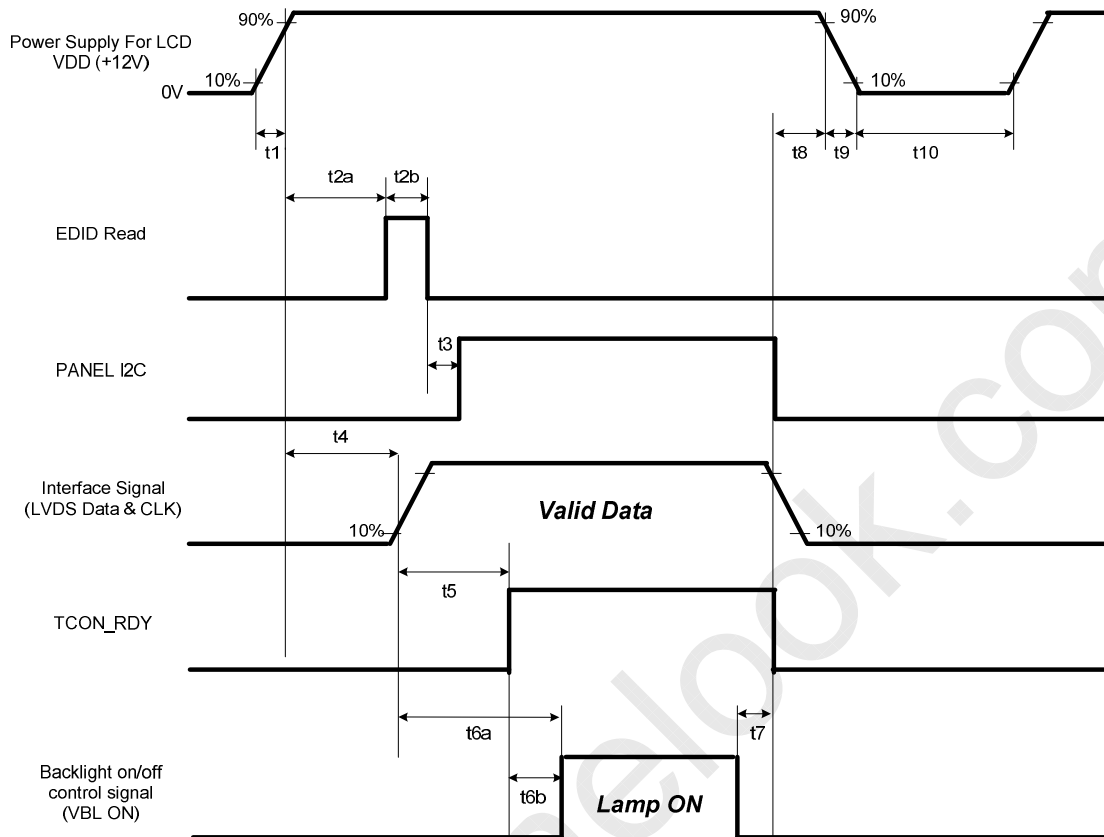 90%
90%
Power Supply For LCD
VDD (+12V)
10%
10%
0V
t1
t8
t9
t10
t2a
t2b
EDID Read
t3
PANEL I2C
t4
Interface Signal
(LVDS Data & CLK)
Valid Data
10%
10%
t5
TCON_RDY
t6a
t7
Backlight on/off
control signal
(VBL ON)
t6b
Lamp ON